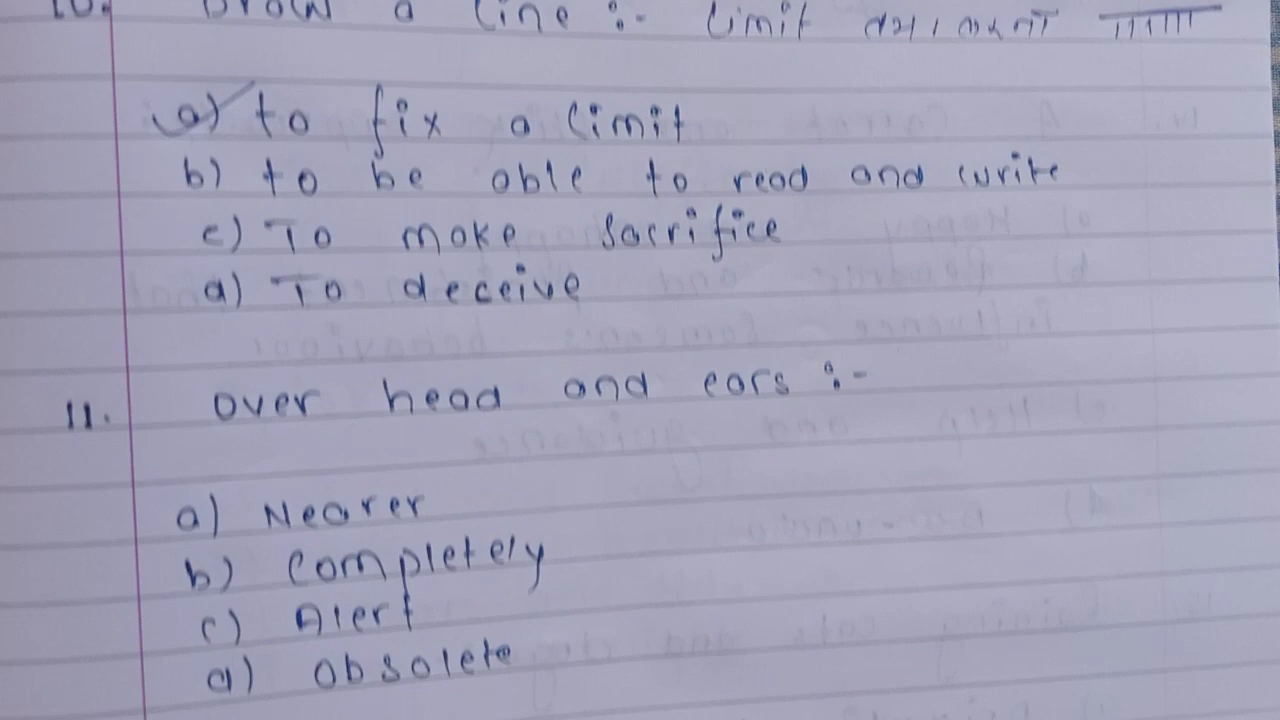 10. Draw a line :- Limit
a) to fix a limit
b) to be able to read and write
c) To make sacrifice
d) To deceive
11. over head and ears :-
a) Nearer
b) Completely
c) Alert
d) obsolete